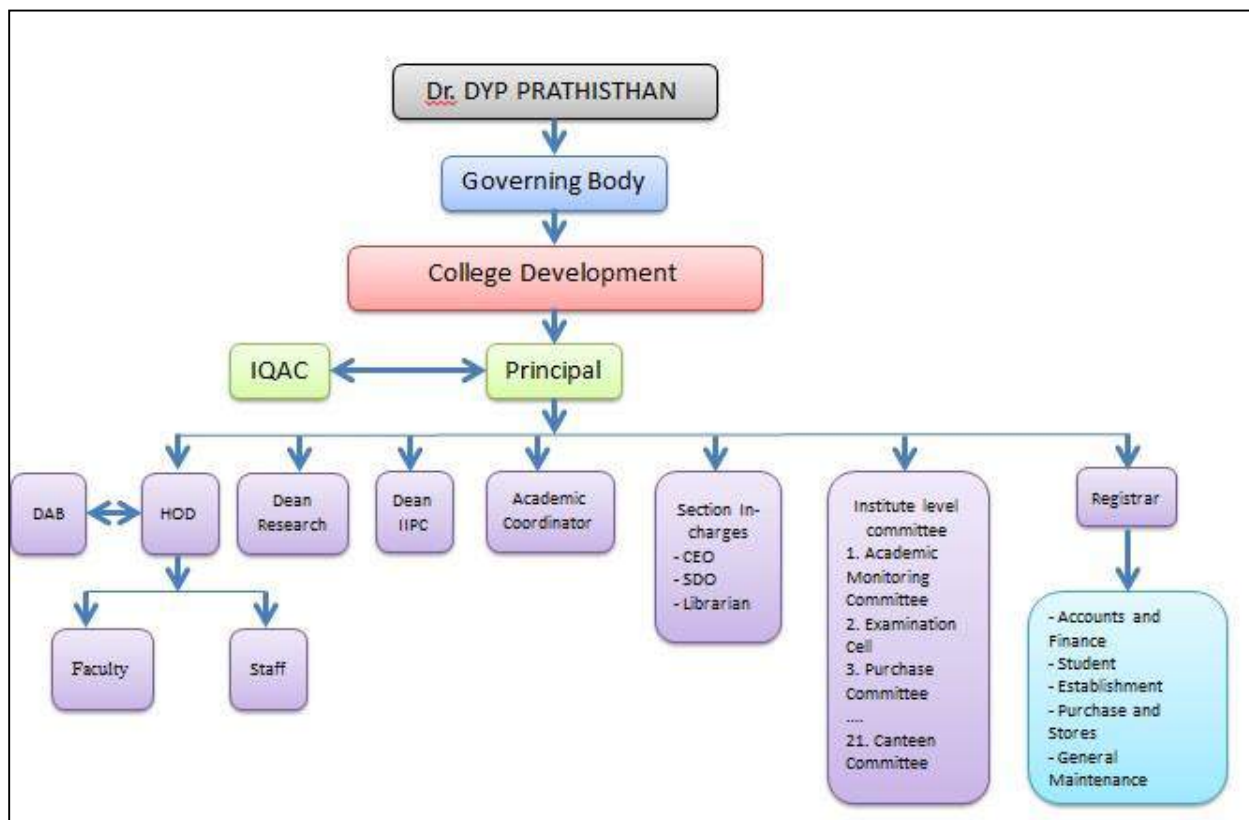 Dr. DYP PRATHISTHAN
Governing Body
College Development
IQAC
Principal
DAB
HOD
Dean
Research
Dean
IIPC
Academic
Coordinator
Section In-
charges
- CEO
- SDO
- Librarian
Institute level
committee
1. Academic
Monitoring
Committee
2. Examination
Cell
3. Purchase
Committee
....
21. Canteen
Committee
Registrar
Faculty
Staff
- Accounts and
Finance
- Student
- Establishment
- Purchase and
Stores
- General
Maintenance